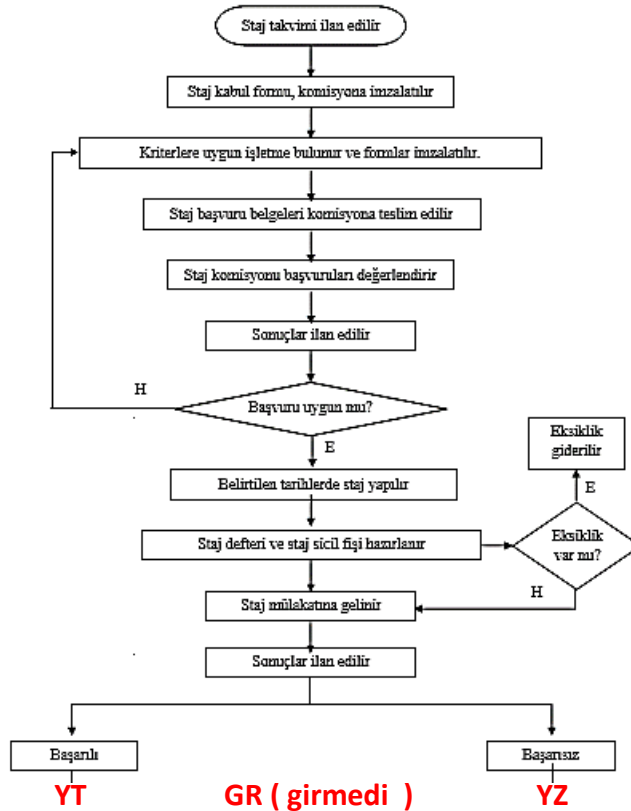 Staj takvimi ilan edilir
Staj kabul formu, komisyona imzalatılır
Kriterlere uygun işletme bulunur ve formlar imzalatılır.
Staj başvuru belgeleri komisyona teslim edilir
Staj komisyonu başvuruları değerlendirir
Sonuçlar ilan edilir
H
Başvuru uygun mu?
E
Eksiklik
giderilir
E
Belirtilen tarihlerde staj yapılır
Staj defteri ve staj sicil fişi hazırlanır
Eksiklik
var mı?
H
Staj mülakatına gelinir
Sonuçlar ilan edilir
Başarılı
Başarısız
YT
GR ( girmedi )
YZ